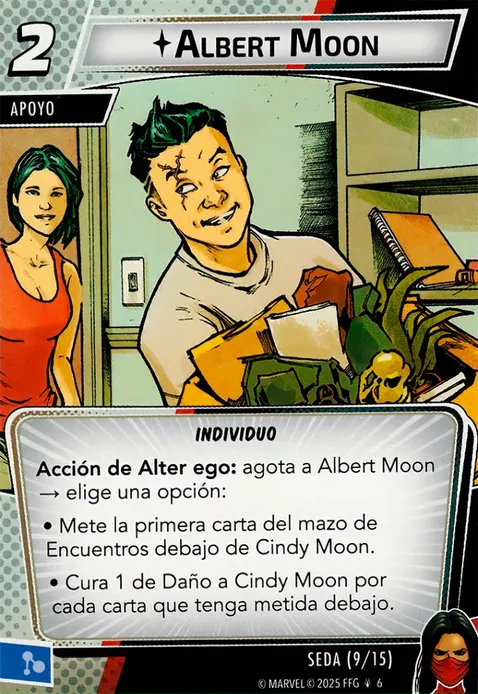 2
Albert Moon
APOYO
INDIVIDUO
Acción de Alter ego: agota a Albert Moon
→ elige una opción:
• Mete la primera carta del mazo de
Encuentros debajo de Cindy Moon.
• Cura 1 de Daño a Cindy Moon por
cada carta que tenga metida debajo.
SEDA (9/15)
© MARVEL © 2025 FFG 6